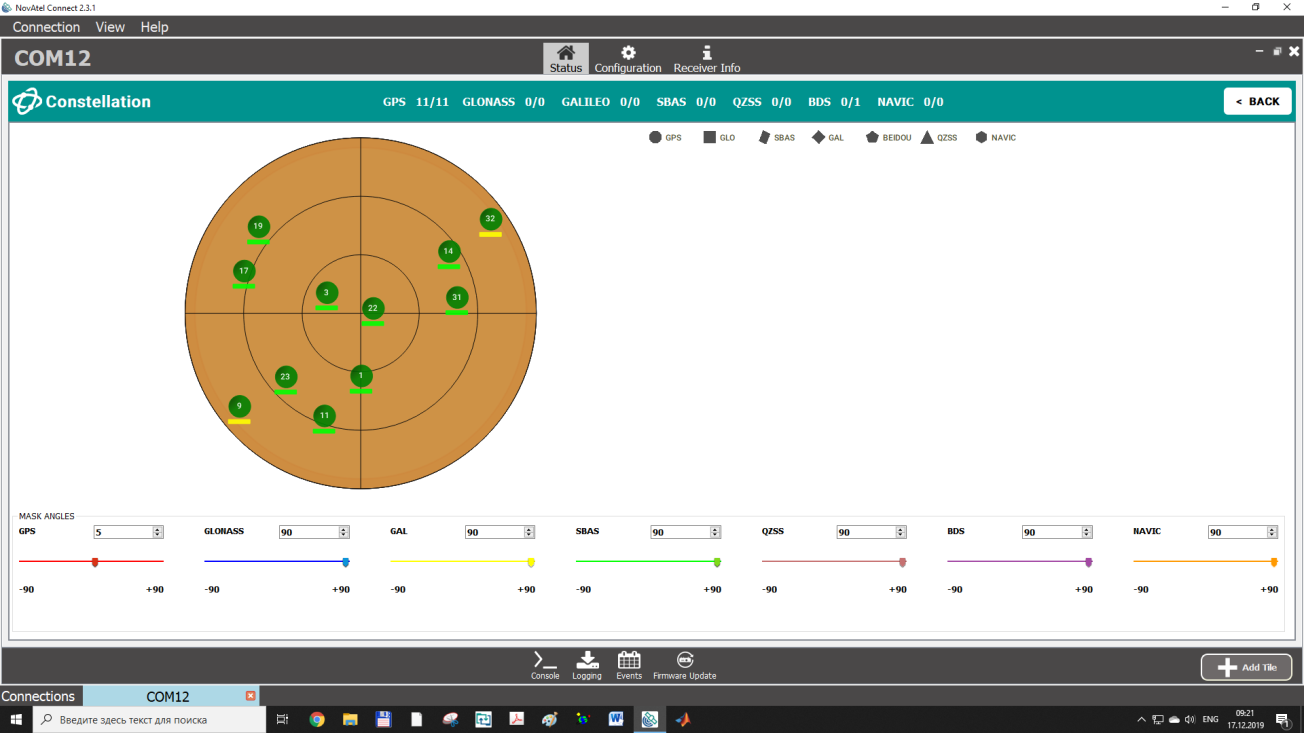 NovAtel Connect 2.3.1
Connection View Help
COM12
Status Configuration Receiver Info
Constellation
GPS 11/11 GLONASS 0/0 GALILEO 0/0 SBAS 0/0 QZSS 0/0 BDS 0/1 NAVIC 0/0
< BACK
GPS GLO SBAS GAL BEIDOU QZSS NAVIC
32
19
14
17
3
31
22
1
23
9
11
MASK ANGLES
GPS 5 GLONASS 90 GAL 90 SBAS 90 QZSS 90 BDS 90 NAVIC 90
-90 +90 -90 +90 -90 +90 -90 +90 -90 +90 -90 +90 -90 +90
Console Logging Events Firmware Update
Add Tile
Connections COM12
Введите здесь текст для поиска
ENG
09:21
17.12.2019
1